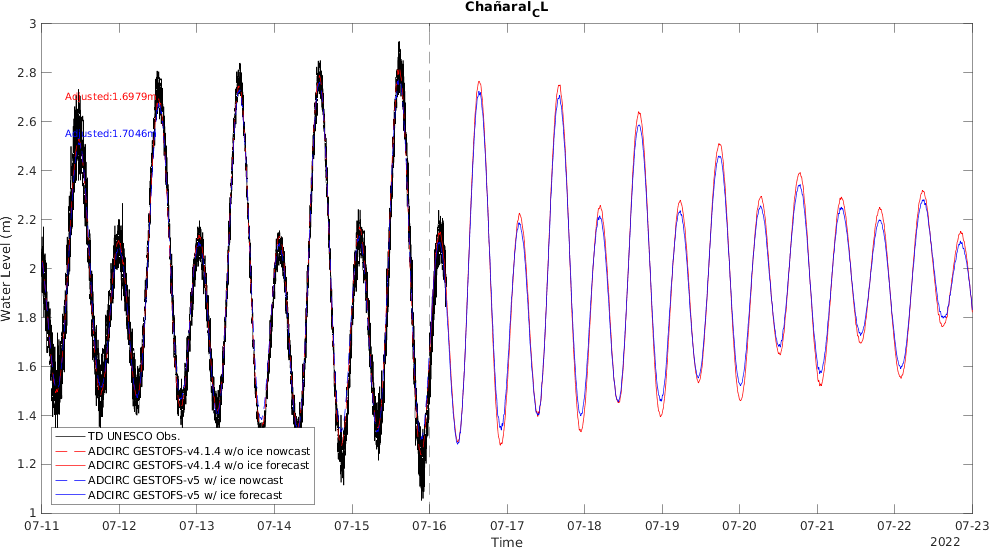 Chañaral_CL
3
2.8
2.6
2.4
2.2
2
1.8
1.6
1.4
1.2
1
Water Level (m)
Adjusted:1.6979m
Adjusted:1.7046m
TD UNESCO Obs.
ADCIRC GESTOFS-v4.1.4 w/o ice nowcast
ADCIRC GESTOFS-v4.1.4 w/o ice forecast
ADCIRC GESTOFS-v5 w/ ice nowcast
ADCIRC GESTOFS-v5 w/ ice forecast
07-11 07-12 07-13 07-14 07-15 07-16 07-17 07-18 07-19 07-20 07-21 07-22 07-23
Time
2022